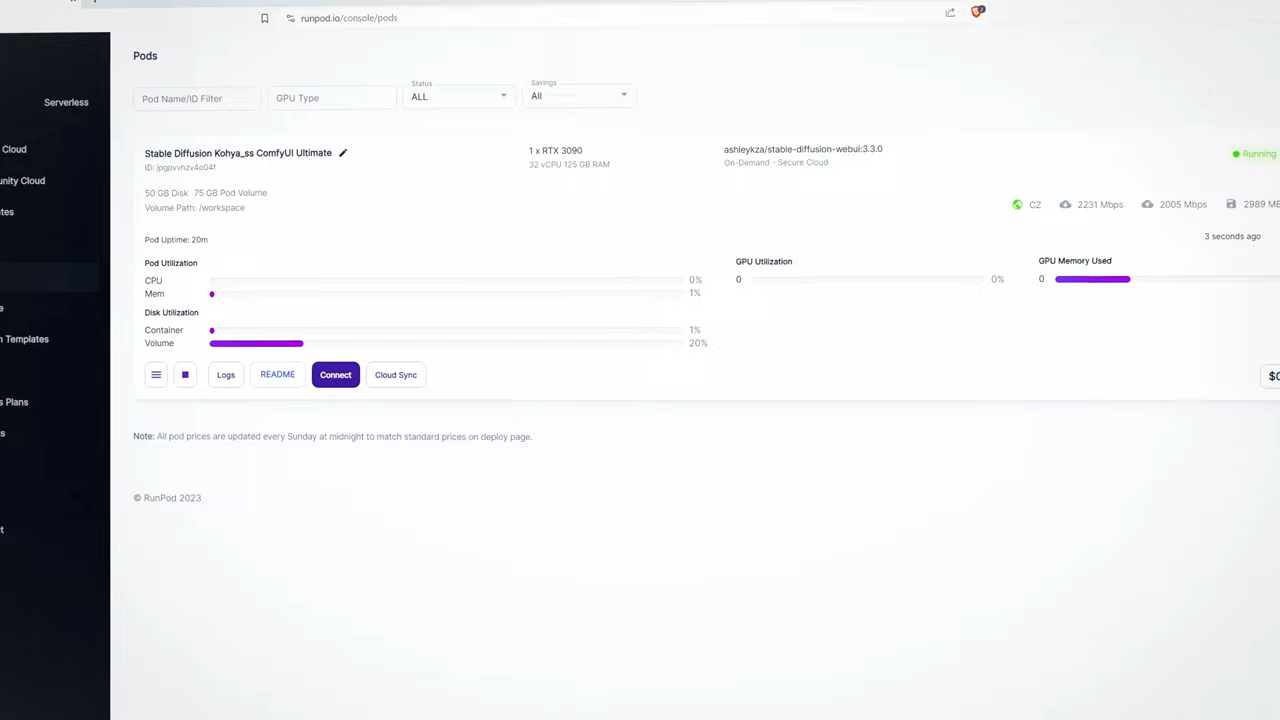 runpod.io/console/pods
Pods
Serverless
Cloud
unity Cloud
ates
e
n Templates
s Plans
s
t
Pod Name/ID Filter
GPU Type
Status
ALL
Savings
All
Stable Diffusion Kohya_ss ComfyUI Ultimate
ID: jpgpvvhzv4o04f
1 x RTX 3090
32 vCPU 125 GB RAM
ashleykza/stable-diffusion-webui:3.3.0
On-Demand - Secure Cloud
Running
50 GB Disk 75 GB Pod Volume
Volume Path: /workspace
CZ 2231 Mbps 2005 Mbps 2989 MB
Pod Uptime: 20m
3 seconds ago
Pod Utilization
CPU 0%
Mem 1%
Disk Utilization
Container 1%
Volume 20%
GPU Utilization
0 0%
GPU Memory Used
0
Logs
README
Connect
Cloud Sync
$0
Note: All pod prices are updated every Sunday at midnight to match standard prices on deploy page.
© RunPod 2023